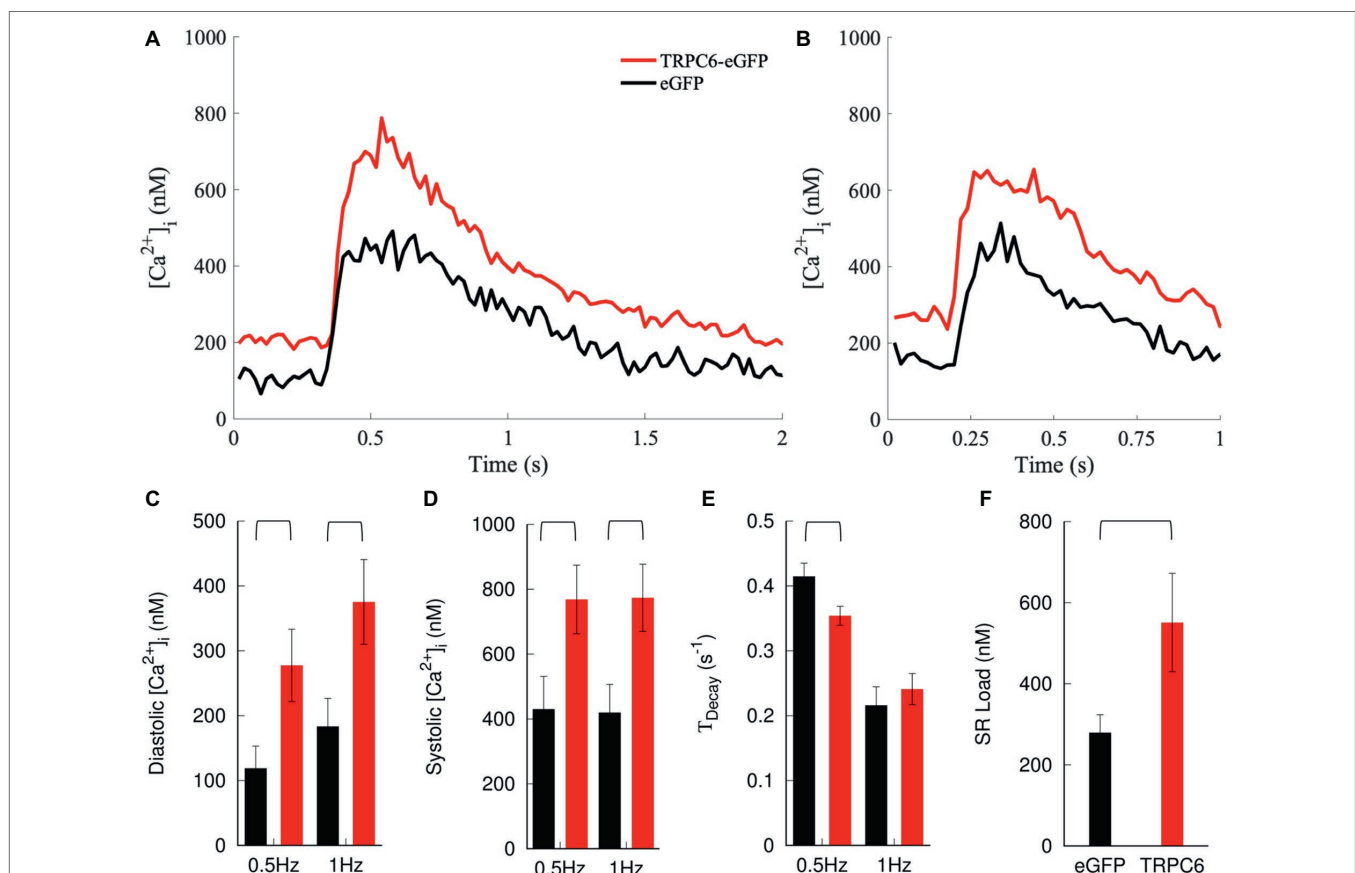 A
B
1000
800
600
400
200
0
[Ca²⁺]ᵢ (nM)
TRPC6-eGFP
eGFP
0
0.5
1
1.5
2
Time (s)
1000
800
600
400
200
0
[Ca²⁺]ᵢ (nM)
0
0.25
0.5
0.75
1
Time (s)
C
500
400
300
200
100
0
Diastolic [Ca²⁺]ᵢ (nM)
0.5Hz 1Hz
D
1000
800
600
400
200
0
Systolic [Ca²⁺]ᵢ (nM)
0.5Hz 1Hz
E
0.5
0.4
0.3
0.2
0.1
0
τDecay (s⁻¹)
0.5Hz 1Hz
F
800
600
400
200
0
SR Load (nM)
eGFP TRPC6